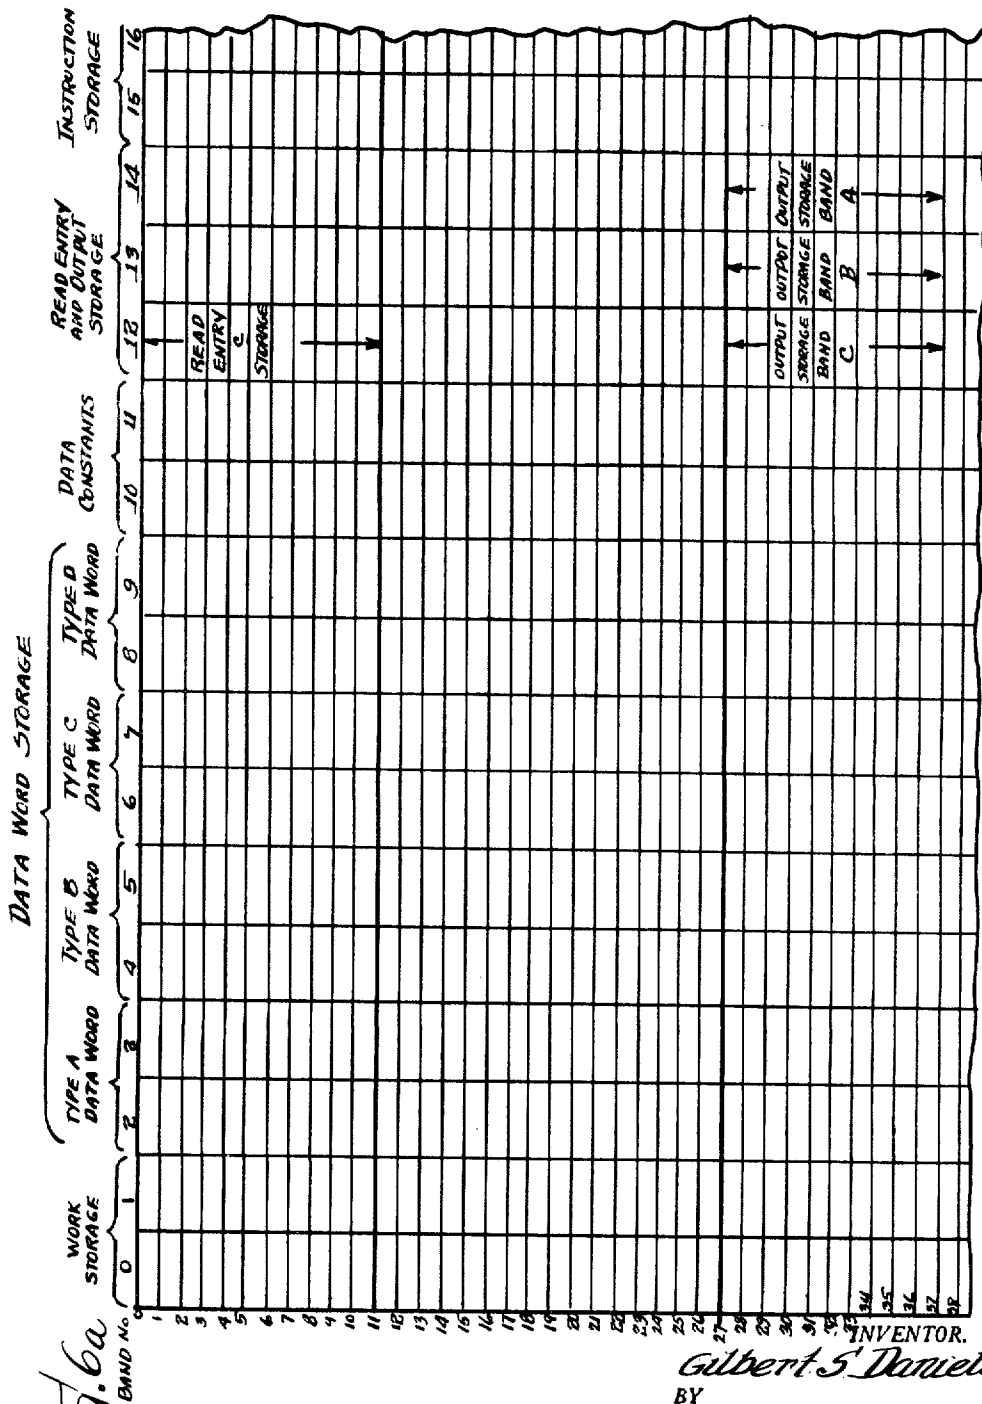 DATA WORD STORAGE
WORK
STORAGE
TYPE A
DATA WORD
TYPE B
DATA WORD
TYPE C
DATA WORD
TYPE D
DATA WORD
DATA
CONSTANTS
READ ENTRY
AND OUTPUT
STORAGE
INSTRUCTION
STORAGE
BAND No
0 1 2 3 4 5 6 7 8 9 10 11 12 13 14 15 16
0
1
2
3
4
5
6
7
8
9
10
11
12
13
14
15
16
17
18
19
20
21
22
23
24
25
26
27
28
29
30
31
32
33
34
35
36
37
38
READ
ENTRY
C
STORAGE
OUTPUT
STORAGE
BAND
C
OUTPUT
STORAGE
BAND
B
OUTPUT
STORAGE
BAND
A
6a
INVENTOR.
Gilbert S Daniels
BY